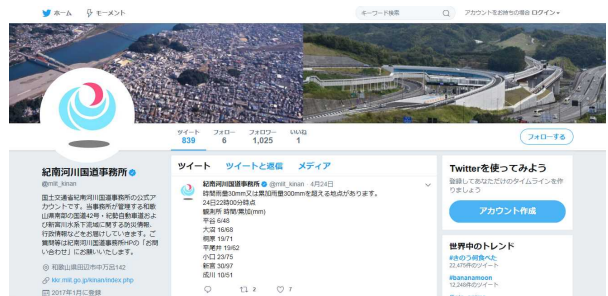 ホーム モーメント
キーワード検索
アカウントをお持ちの場合 ログイン
ツイート フォロー フォロワー いいね
839 6 1,025 1
フォローする
紀南河川国道事務所
@mlit_kinan
国土交通省紀南河川国道事務所の公式ア
カウントです。当事務所が管理する和歌
山県南部の国道42号・紀勢自動車道およ
び新宮川水系下流域に関する防災情報、
行政情報などをお届けしていきます。ご
質問等は紀南河川国道事務所HPの「お問
い合わせ」にお願いいたします。
和歌山県田辺市中万呂142
kkr.mlit.go.jp/kinan/index.php
2017年1月に登録
ツイート ツイートと返信 メディア
紀南河川国道事務所 @mlit_kinan · 4月24日
時間雨量30mm又は累加雨量300mmを超える地点があります。
24日22時00分時点
観測所 時間/累加(mm)
平谷 6/48
大沼 16/68
桐原 19/71
平尾井 19/62
小口 23/75
新宮 30/97
成川 10/51
2 7
Twitterを使ってみよう
登録してあなただけのタイムラインを作
りましょう
アカウント作成
世界中のトレンド
#きのう何食べた
22,475件のツイート
#bananamoon
12,248件のツイート